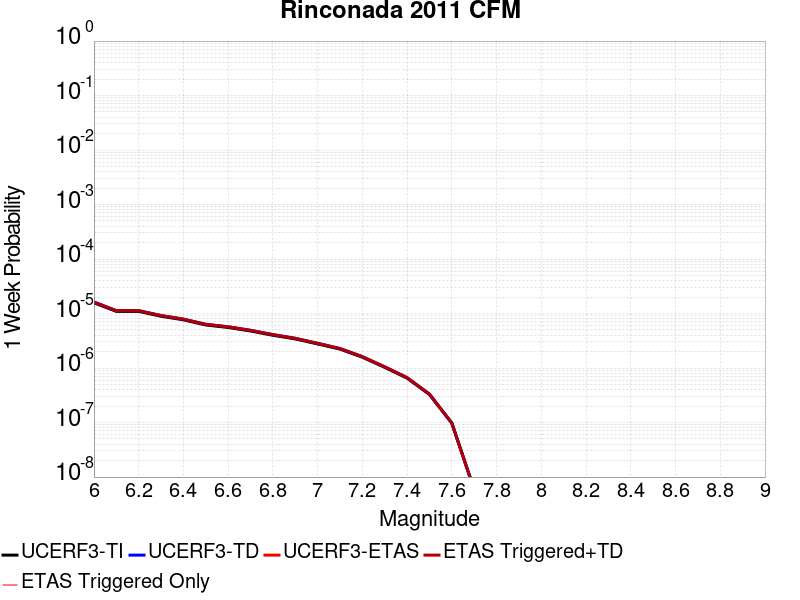 Rinconada 2011 CFM
1 Week Probability
10^0
10^-1
10^-2
10^-3
10^-4
10^-5
10^-6
10^-7
10^-8
6 6.2 6.4 6.6 6.8 7 7.2 7.4 7.6 7.8 8 8.2 8.4 8.6 8.8 9
Magnitude
UCERF3-TI UCERF3-TD UCERF3-ETAS ETAS Triggered+TD
ETAS Triggered Only